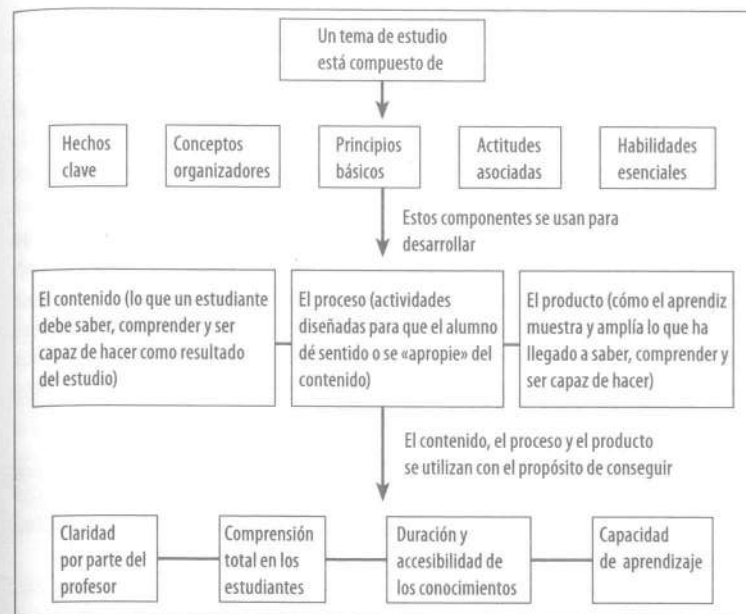 Un tema de estudio
está compuesto de
Hechos
clave
Conceptos
organizadores
Principios
básicos
Actitudes
asociadas
Habilidades
esenciales
Estos componentes se usan para
desarrollar
El contenido (lo que un estudiante
debe saber, comprender y ser
capaz de hacer como resultado
del estudio)
El proceso (actividades
diseñadas para que el alumno
dé sentido o se «apropie» del
contenido)
El producto (cómo el aprendiz
muestra y amplía lo que ha
llegado a saber, comprender y
ser capaz de hacer)
El contenido, el proceso y el producto
se utilizan con el propósito de conseguir
Claridad
por parte del
profesor
Comprensión
total en los
estudiantes
Duración y
accesibilidad de
los conocimientos
Capacidad
de aprendizaje